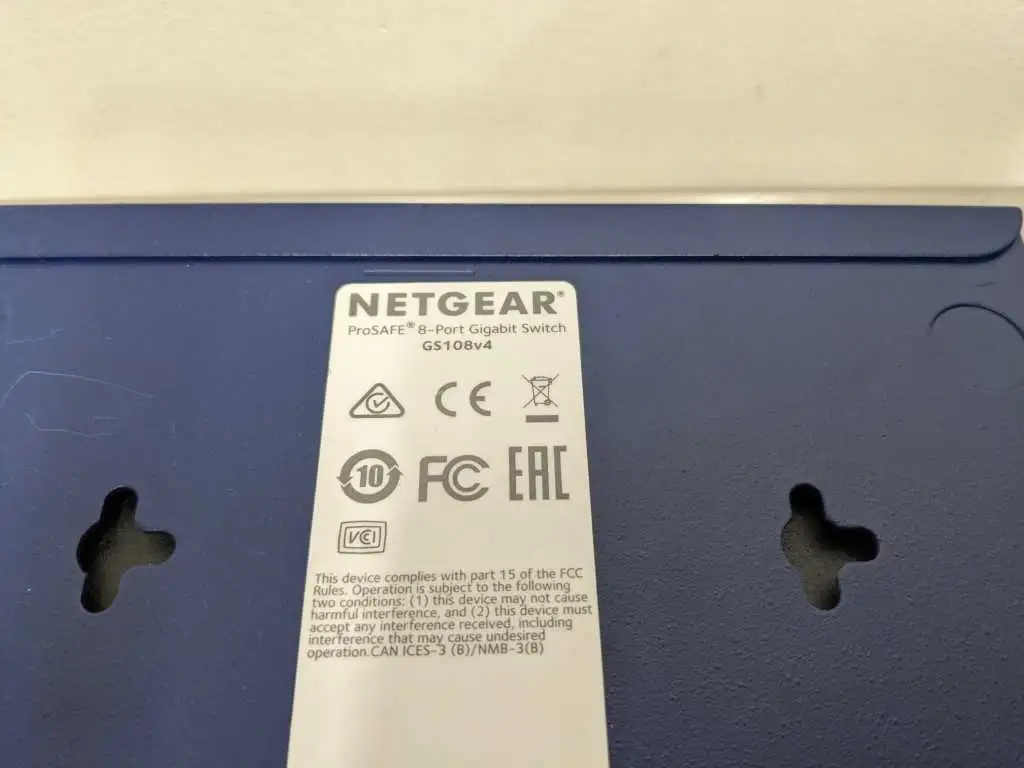 NETGEAR®
ProSAFE® 8-Port Gigabit Switch
GS108v4
CE
10 FC EAC
VCI
This device complies with part 15 of the FCC
Rules. Operation is subject to the following
two conditions: (1) this device may not cause
harmful interference, and (2) this device must
accept any interference received, including
interference that may cause undesired
operation.CAN ICES-3 (B)/NMB-3(B)